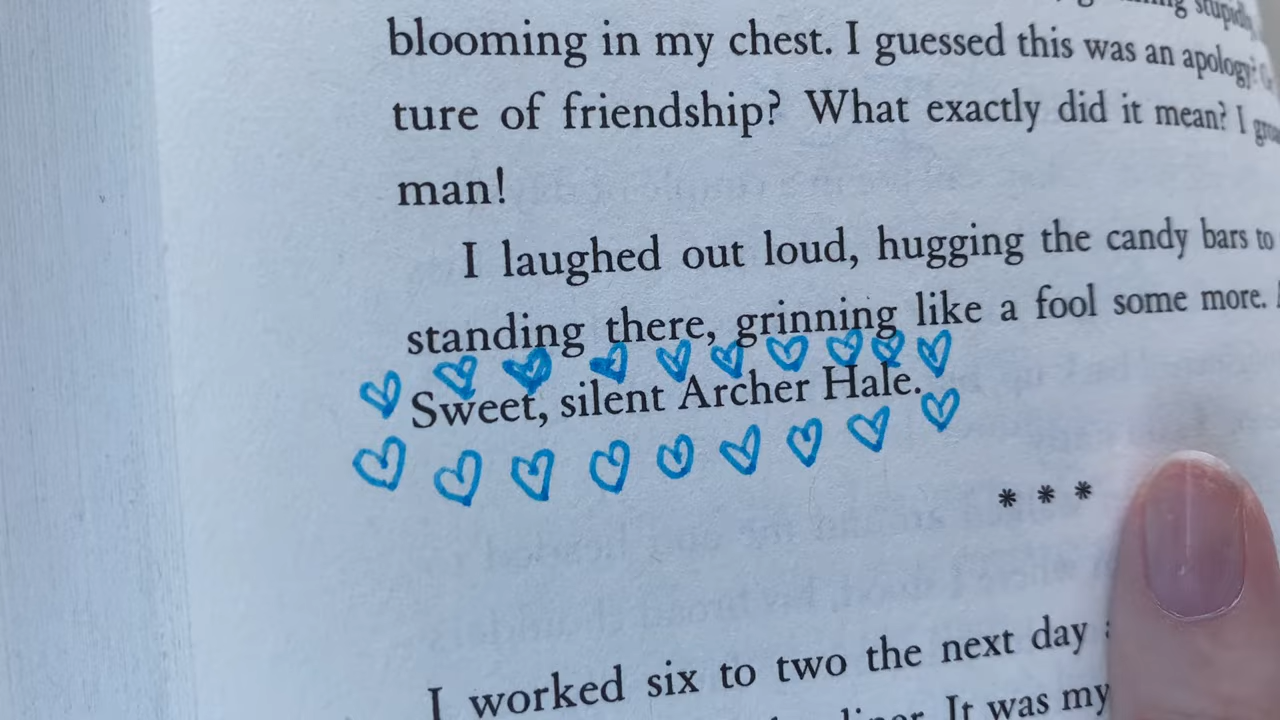 stupidly
blooming in my chest. I guessed this was an apology?
ture of friendship? What exactly did it mean? I
man!
I laughed out loud, hugging the candy bars to
standing there, grinning like a fool some more.
Sweet, silent Archer Hale.
* * *
I worked six to two the next day
It was my